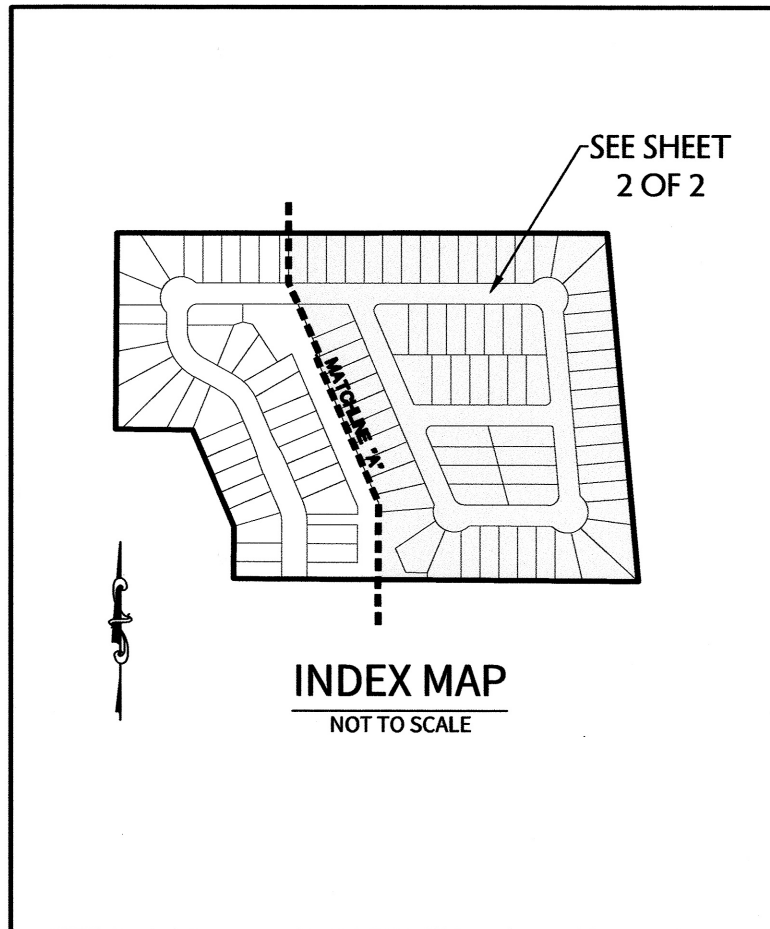 SEE SHEET
2 OF 2
MATCHLINE "A"
INDEX MAP
NOT TO SCALE